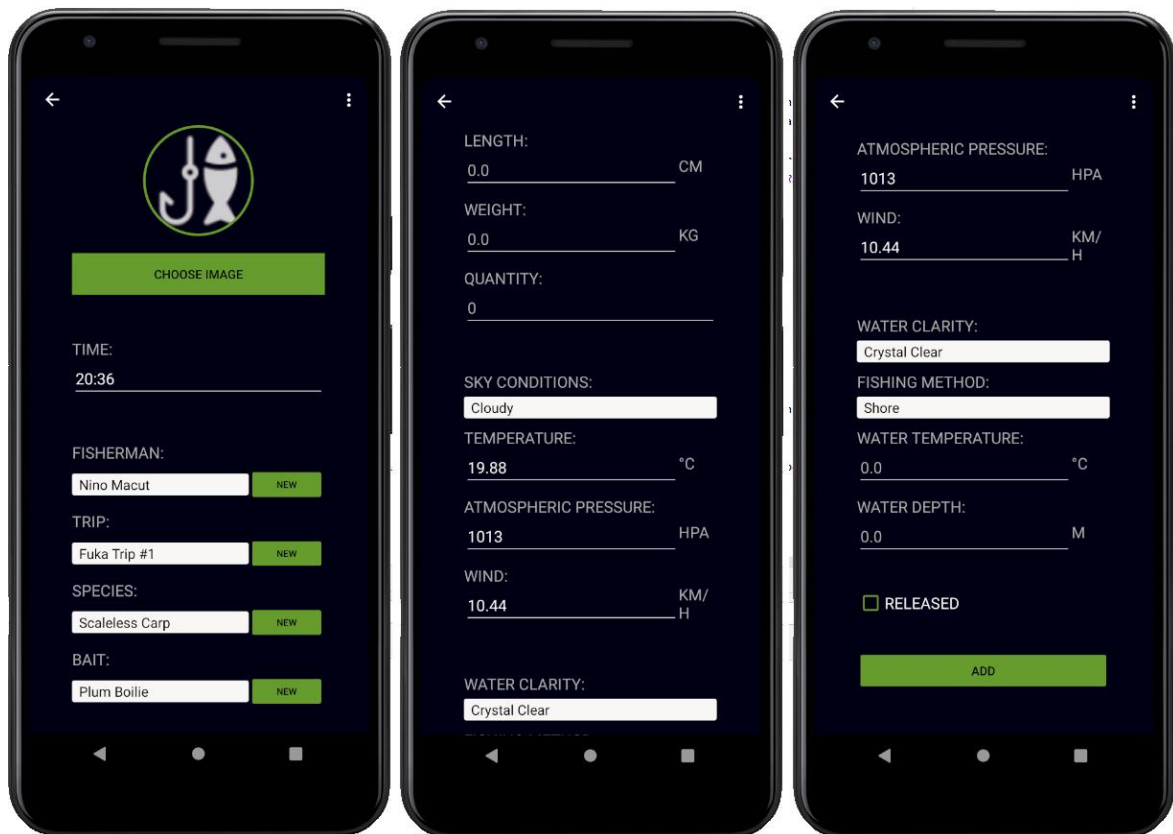 CHOOSE IMAGE
TIME:
20:36
FISHERMAN:
Nino Macut NEW
TRIP:
Fuka Trip #1 NEW
SPECIES:
Scaleless Carp NEW
BAIT:
Plum Boilie NEW
LENGTH:
0.0 CM
WEIGHT:
0.0 KG
QUANTITY:
0
SKY CONDITIONS:
Cloudy
TEMPERATURE:
19.88 °C
ATMOSPHERIC PRESSURE:
1013 HPA
WIND:
10.44 KM/
H
WATER CLARITY:
Crystal Clear
ATMOSPHERIC PRESSURE:
1013 HPA
WIND:
10.44 KM/
H
WATER CLARITY:
Crystal Clear
FISHING METHOD:
Shore
WATER TEMPERATURE:
0.0 °C
WATER DEPTH:
0.0 M
RELEASED
ADD